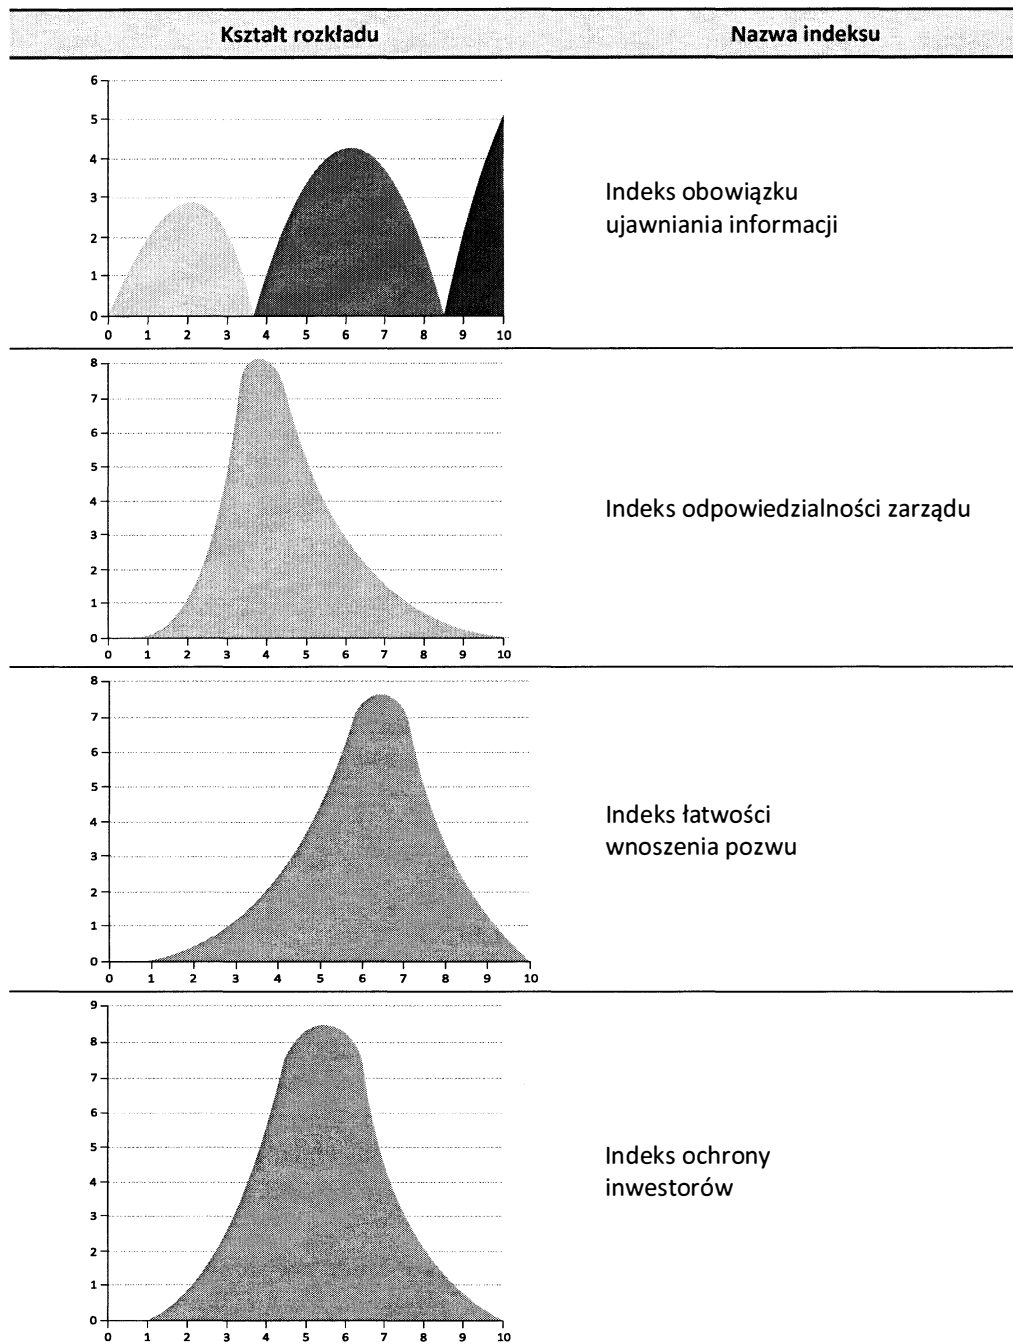 Kształt rozkładu Nazwa indeksu
6
5
4
3
2
1
0
0 1 2 3 4 5 6 7 8 9 10
Indeks obowiązku
ujawniania informacji
8
7
6
5
4
3
2
1
0
0 1 2 3 4 5 6 7 8 9 10
Indeks odpowiedzialności zarządu
8
7
6
5
4
3
2
1
0
0 1 2 3 4 5 6 7 8 9 10
Indeks łatwości
wnoszenia pozwu
9
8
7
6
5
4
3
2
1
0
0 1 2 3 4 5 6 7 8 9 10
Indeks ochrony
inwestorów